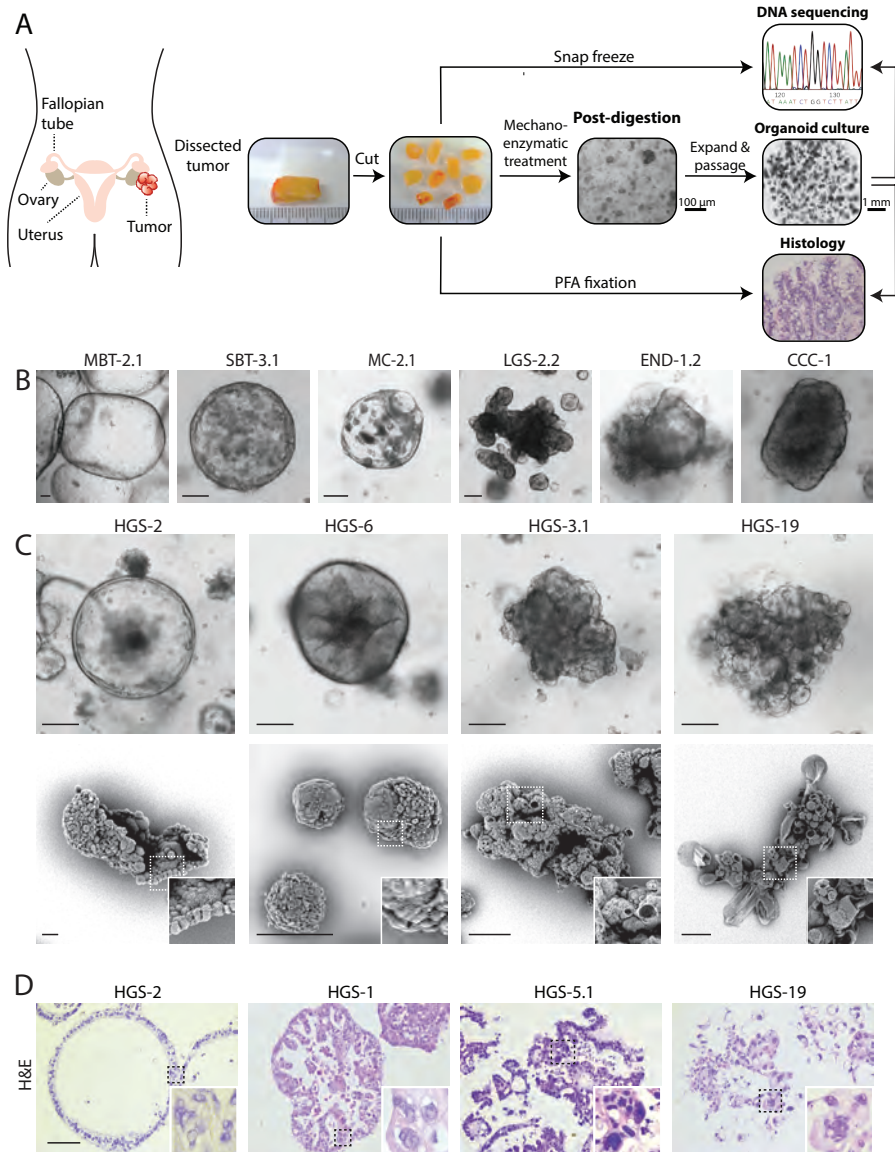 A
DNA sequencing
Snap freeze
120 130
Fallopian
tube
Dissected
tumor
Cut
Mechano-
enzymatic
treatment
Post-digestion
Expand &
passage
Organoid culture
Ovary
Uterus
Tumor
100 µm
1 mm
Histology
PFA fixation
B
MBT-2.1 SBT-3.1 MC-2.1 LGS-2.2 END-1.2 CCC-1
C
HGS-2 HGS-6 HGS-3.1 HGS-19
D
HGS-2 HGS-1 HGS-5.1 HGS-19
H&E